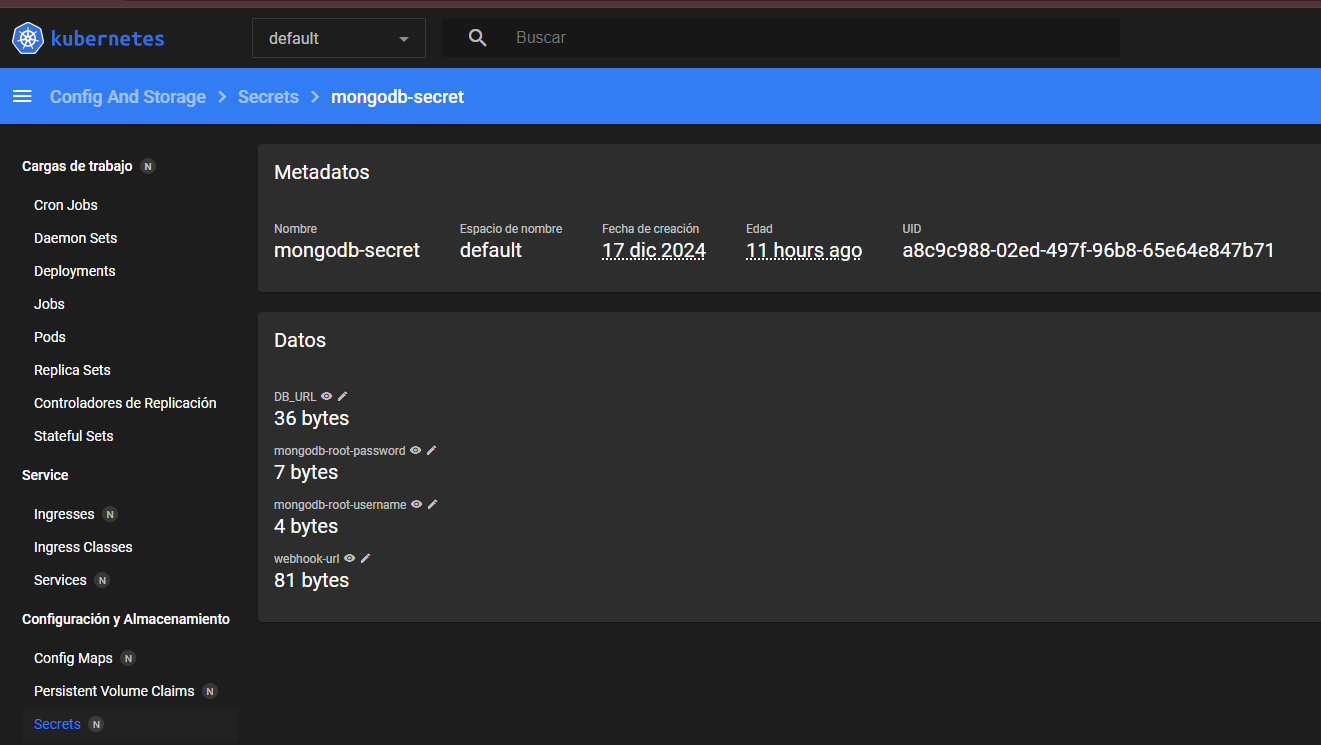 kubernetes
default
Buscar
Config And Storage > Secrets > mongodb-secret
Cargas de trabajo N
Cron Jobs
Daemon Sets
Deployments
Jobs
Pods
Replica Sets
Controladores de Replicación
Stateful Sets
Service
Ingresses N
Ingress Classes
Services N
Configuración y Almacenamiento
Config Maps N
Persistent Volume Claims N
Secrets N
Metadatos
Nombre
mongodb-secret
Espacio de nombre
default
Fecha de creación
17 dic 2024
Edad
11 hours ago
UID
a8c9c988-02ed-497f-96b8-65e64e847b71
Datos
DB_URL
36 bytes
mongodb-root-password
7 bytes
mongodb-root-username
4 bytes
webhook-url
81 bytes